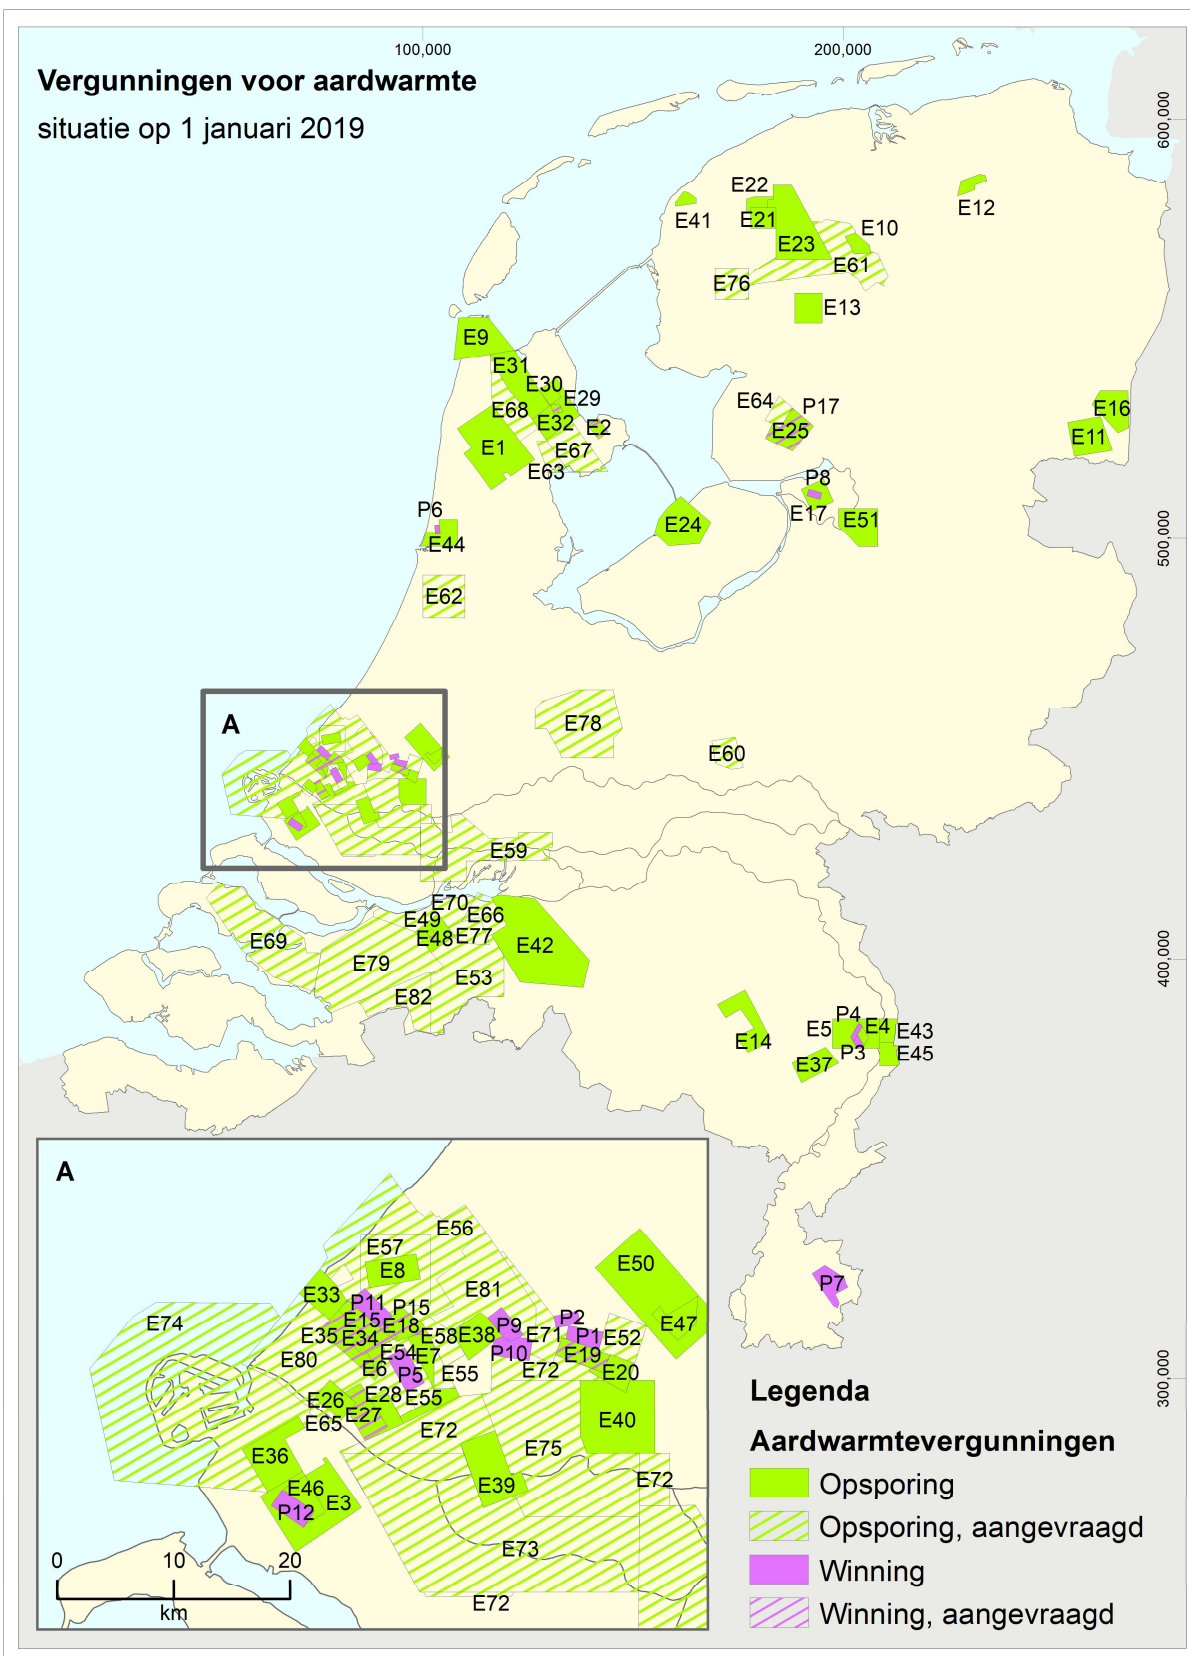 100,000
200,000
Vergunningen voor aardwarmte
situatie op 1 januari 2019
600,000
E22
E41
E21
E12
E10
E23
E61
E76
E13
E9
E31
E30
E29
E64
P17
E68
E16
E32
E2
E25
E11
E1
E67
E63
P8
P6
E17
E51
E24
E44
500,000
E62
A
E78
E60
E59
E70
E49
E66
E48
E77
E69
E42
E79
E53
400,000
E82
P4
E5
E4
E43
E14
P3
E45
E37
A
E56
E57
E8
E50
E33
E81
P11
P15
E74
E15
E18
P9
P2
E47
E35
E34
E58
E38
E71
P1
E52
E80
E54
E7
P10
E19
E6
P5
E55
E72
E20
E28
E55
E26
E27
E65
E72
E40
E36
E75
E39
E72
E46
E3
P12
E73
E72
0
10
20
km
P7
300,000
Legenda
Aardwarmtevergunningen
Opsporing
Opsporing, aangevraagd
Winning
Winning, aangevraagd